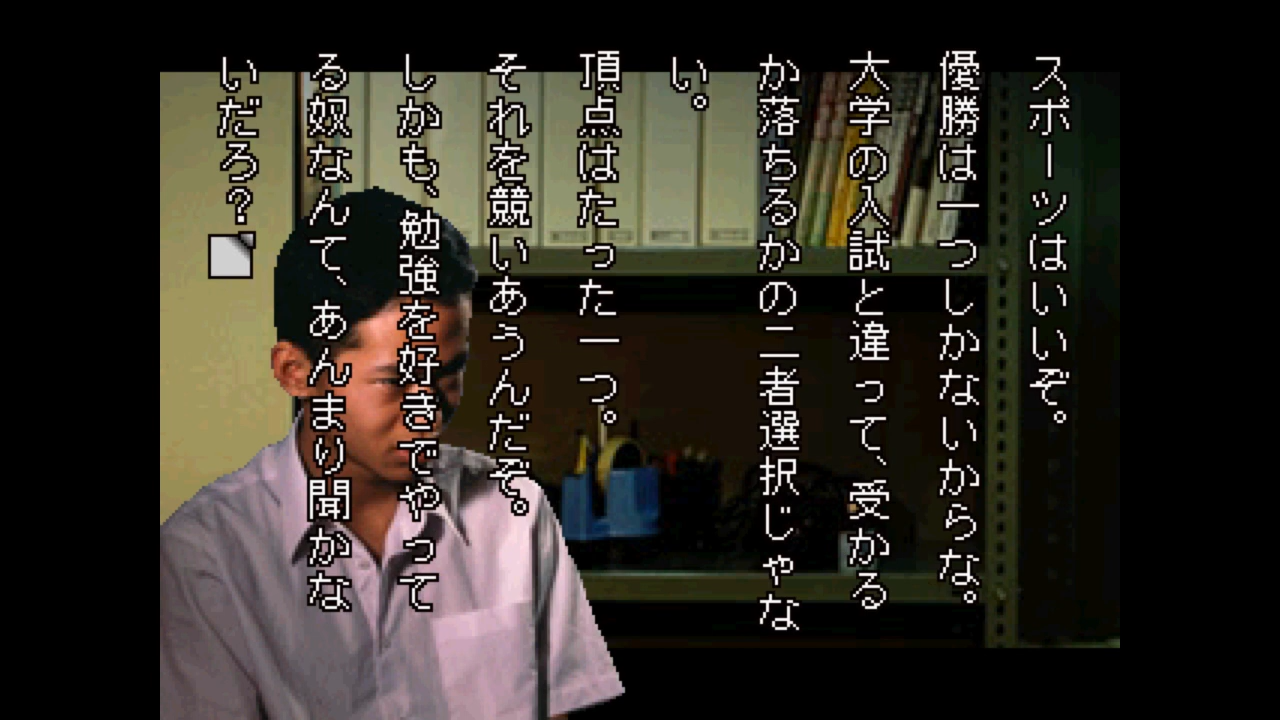 スポーツはいいぞ。
優勝は一つしかないからな。
大学の入試と違って、受かる
か落ちるかの二者選択じゃな
い。
頂点はたった一つ。
それを競いあうんだぞ。
しかも、勉強を好きでやって
る奴なんて、あんまり聞かな
いだろ？